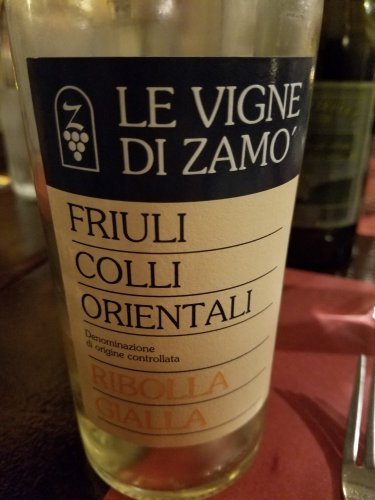 Z
LE VIGNE
DI ZAMO´
FRIULI
COLLI
ORIENTALI
Denominazione
di origine controllata
RIBOLLA
GIALLA